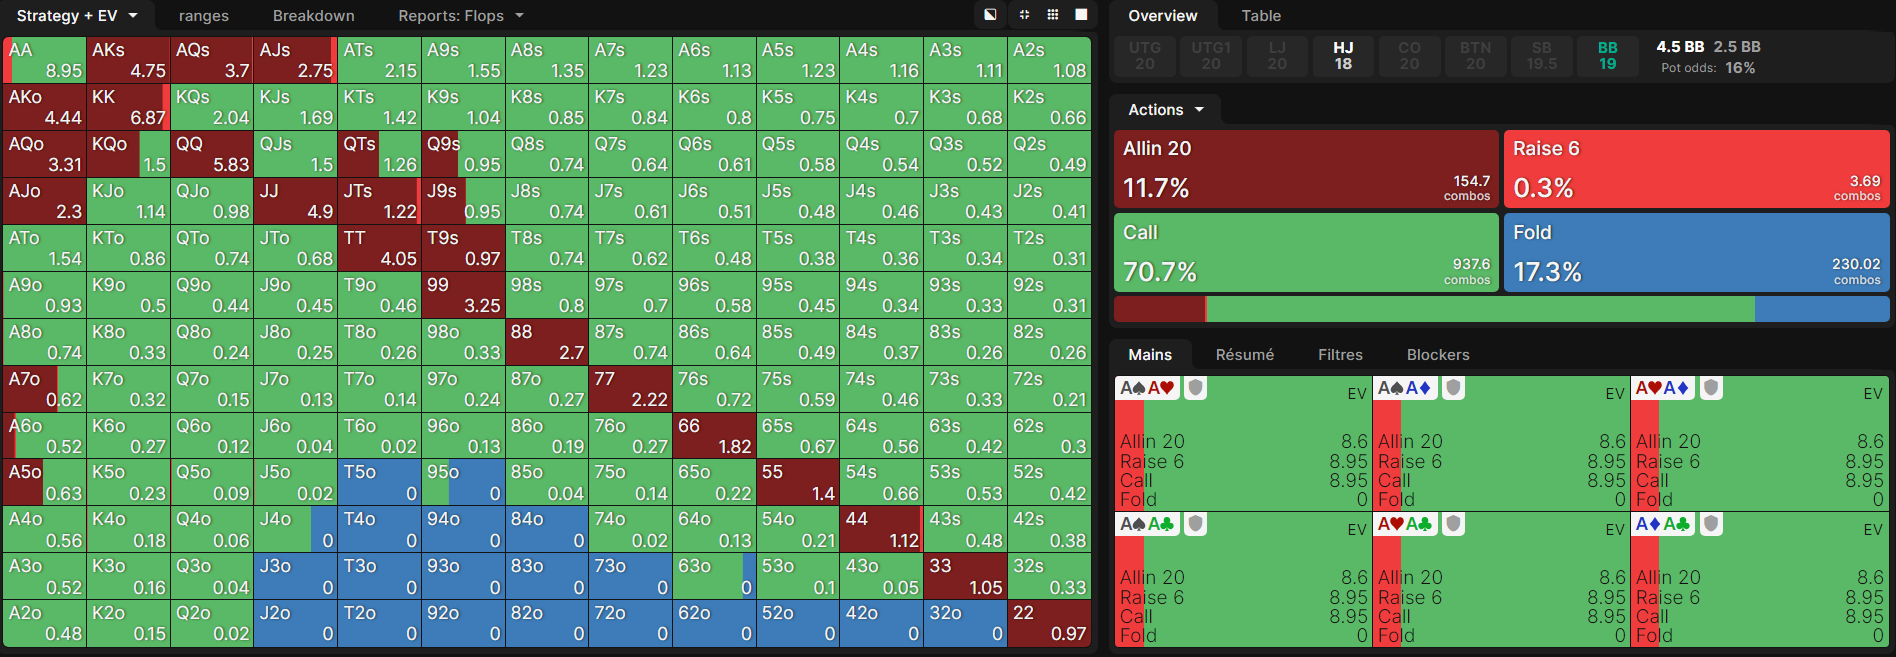 Strategy + EV ranges Breakdown Reports: Flops
AA AKs AQs AJs ATs A9s A8s A7s A6s A5s A4s A3s A2s
8.95 4.75 3.7 2.75 2.15 1.55 1.35 1.23 1.13 1.23 1.16 1.11 1.08
AKo KK KQs KJs KTs K9s K8s K7s K6s K5s K4s K3s K2s
4.44 6.87 2.04 1.69 1.42 1.04 0.85 0.84 0.8 0.75 0.7 0.68 0.66
AQo KQo QQ QJs QTs Q9s Q8s Q7s Q6s Q5s Q4s Q3s Q2s
3.31 1.5 5.83 1.5 1.26 0.95 0.74 0.64 0.61 0.58 0.54 0.52 0.49
AJo KJo QJo JJ JTs J9s J8s J7s J6s J5s J4s J3s J2s
2.3 1.14 0.98 4.9 1.22 0.95 0.74 0.61 0.51 0.48 0.46 0.43 0.41
ATo KTo QTo JTo TT T9s T8s T7s T6s T5s T4s T3s T2s
1.54 0.86 0.74 0.68 4.05 0.97 0.74 0.62 0.48 0.38 0.36 0.34 0.31
A9o K9o Q9o J9o T9o 99 98s 97s 96s 95s 94s 93s 92s
0.93 0.5 0.44 0.45 0.46 3.25 0.8 0.7 0.58 0.45 0.34 0.33 0.31
A8o K8o Q8o J8o T8o 98o 88 87s 86s 85s 84s 83s 82s
0.74 0.33 0.24 0.25 0.26 0.33 2.7 0.74 0.64 0.49 0.37 0.26 0.26
A7o K7o Q7o J7o T7o 97o 87o 77 76s 75s 74s 73s 72s
0.62 0.32 0.15 0.13 0.14 0.24 0.27 2.22 0.72 0.59 0.46 0.33 0.21
A6o K6o Q6o J6o T6o 96o 86o 76o 66 65s 64s 63s 62s
0.52 0.27 0.12 0.04 0.02 0.13 0.19 0.27 1.82 0.67 0.56 0.42 0.3
A5o K5o Q5o J5o T5o 95o 85o 75o 65o 55 54s 53s 52s
0.63 0.23 0.09 0.02 0 0 0.04 0.14 0.22 1.4 0.66 0.53 0.42
A4o K4o Q4o J4o T4o 94o 84o 74o 64o 54o 44 43s 42s
0.56 0.18 0.06 0 0 0 0 0.02 0.13 0.21 1.12 0.48 0.38
A3o K3o Q3o J3o T3o 93o 83o 73o 63o 53o 43o 33 32s
0.52 0.16 0.04 0 0 0 0 0 0 0.1 0.05 1.05 0.33
A2o K2o Q2o J2o T2o 92o 82o 72o 62o 52o 42o 32o 22
0.48 0.15 0.02 0 0 0 0 0 0 0 0 0 0.97
Overview Table
UTG UTG1 LJ HJ CO BTN SB BB 4.5 BB 2.5 BB
20 20 20 18 20 20 19.5 19 Pot odds: 16%
Actions
Allin 20 Raise 6
11.7% 154.7 combos 0.3% 3.69 combos
Call Fold
70.7% 937.6 combos 17.3% 230.02 combos
Mains Résumé Filtres Blockers
A♠A♥ EV A♠A♦ EV A♥A♦ EV
Allin 20 8.6 Allin 20 8.6 Allin 20 8.6
Raise 6 8.95 Raise 6 8.95 Raise 6 8.95
Call 8.95 Call 8.95 Call 8.95
Fold 0 Fold 0 Fold 0
A♠A♣ EV A♥A♣ EV A♦A♣ EV
Allin 20 8.6 Allin 20 8.6 Allin 20 8.6
Raise 6 8.95 Raise 6 8.95 Raise 6 8.95
Call 8.95 Call 8.95 Call 8.95
Fold 0 Fold 0 Fold 0